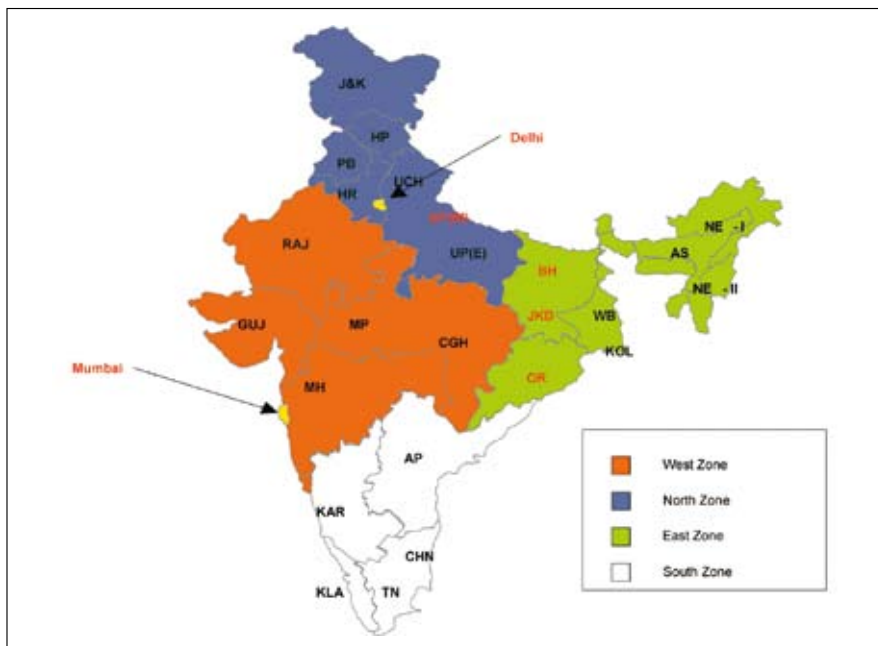 J&K
HP
Delhi
PB
UCH
HR
RAJ
UP(E)
NE - I
AS
BH
NE - II
JKD
WB
GUJ
MP
CGH
KOL
Mumbai
MH
OR
AP
West Zone
North Zone
KAR
East Zone
CHN
South Zone
KLA
TN